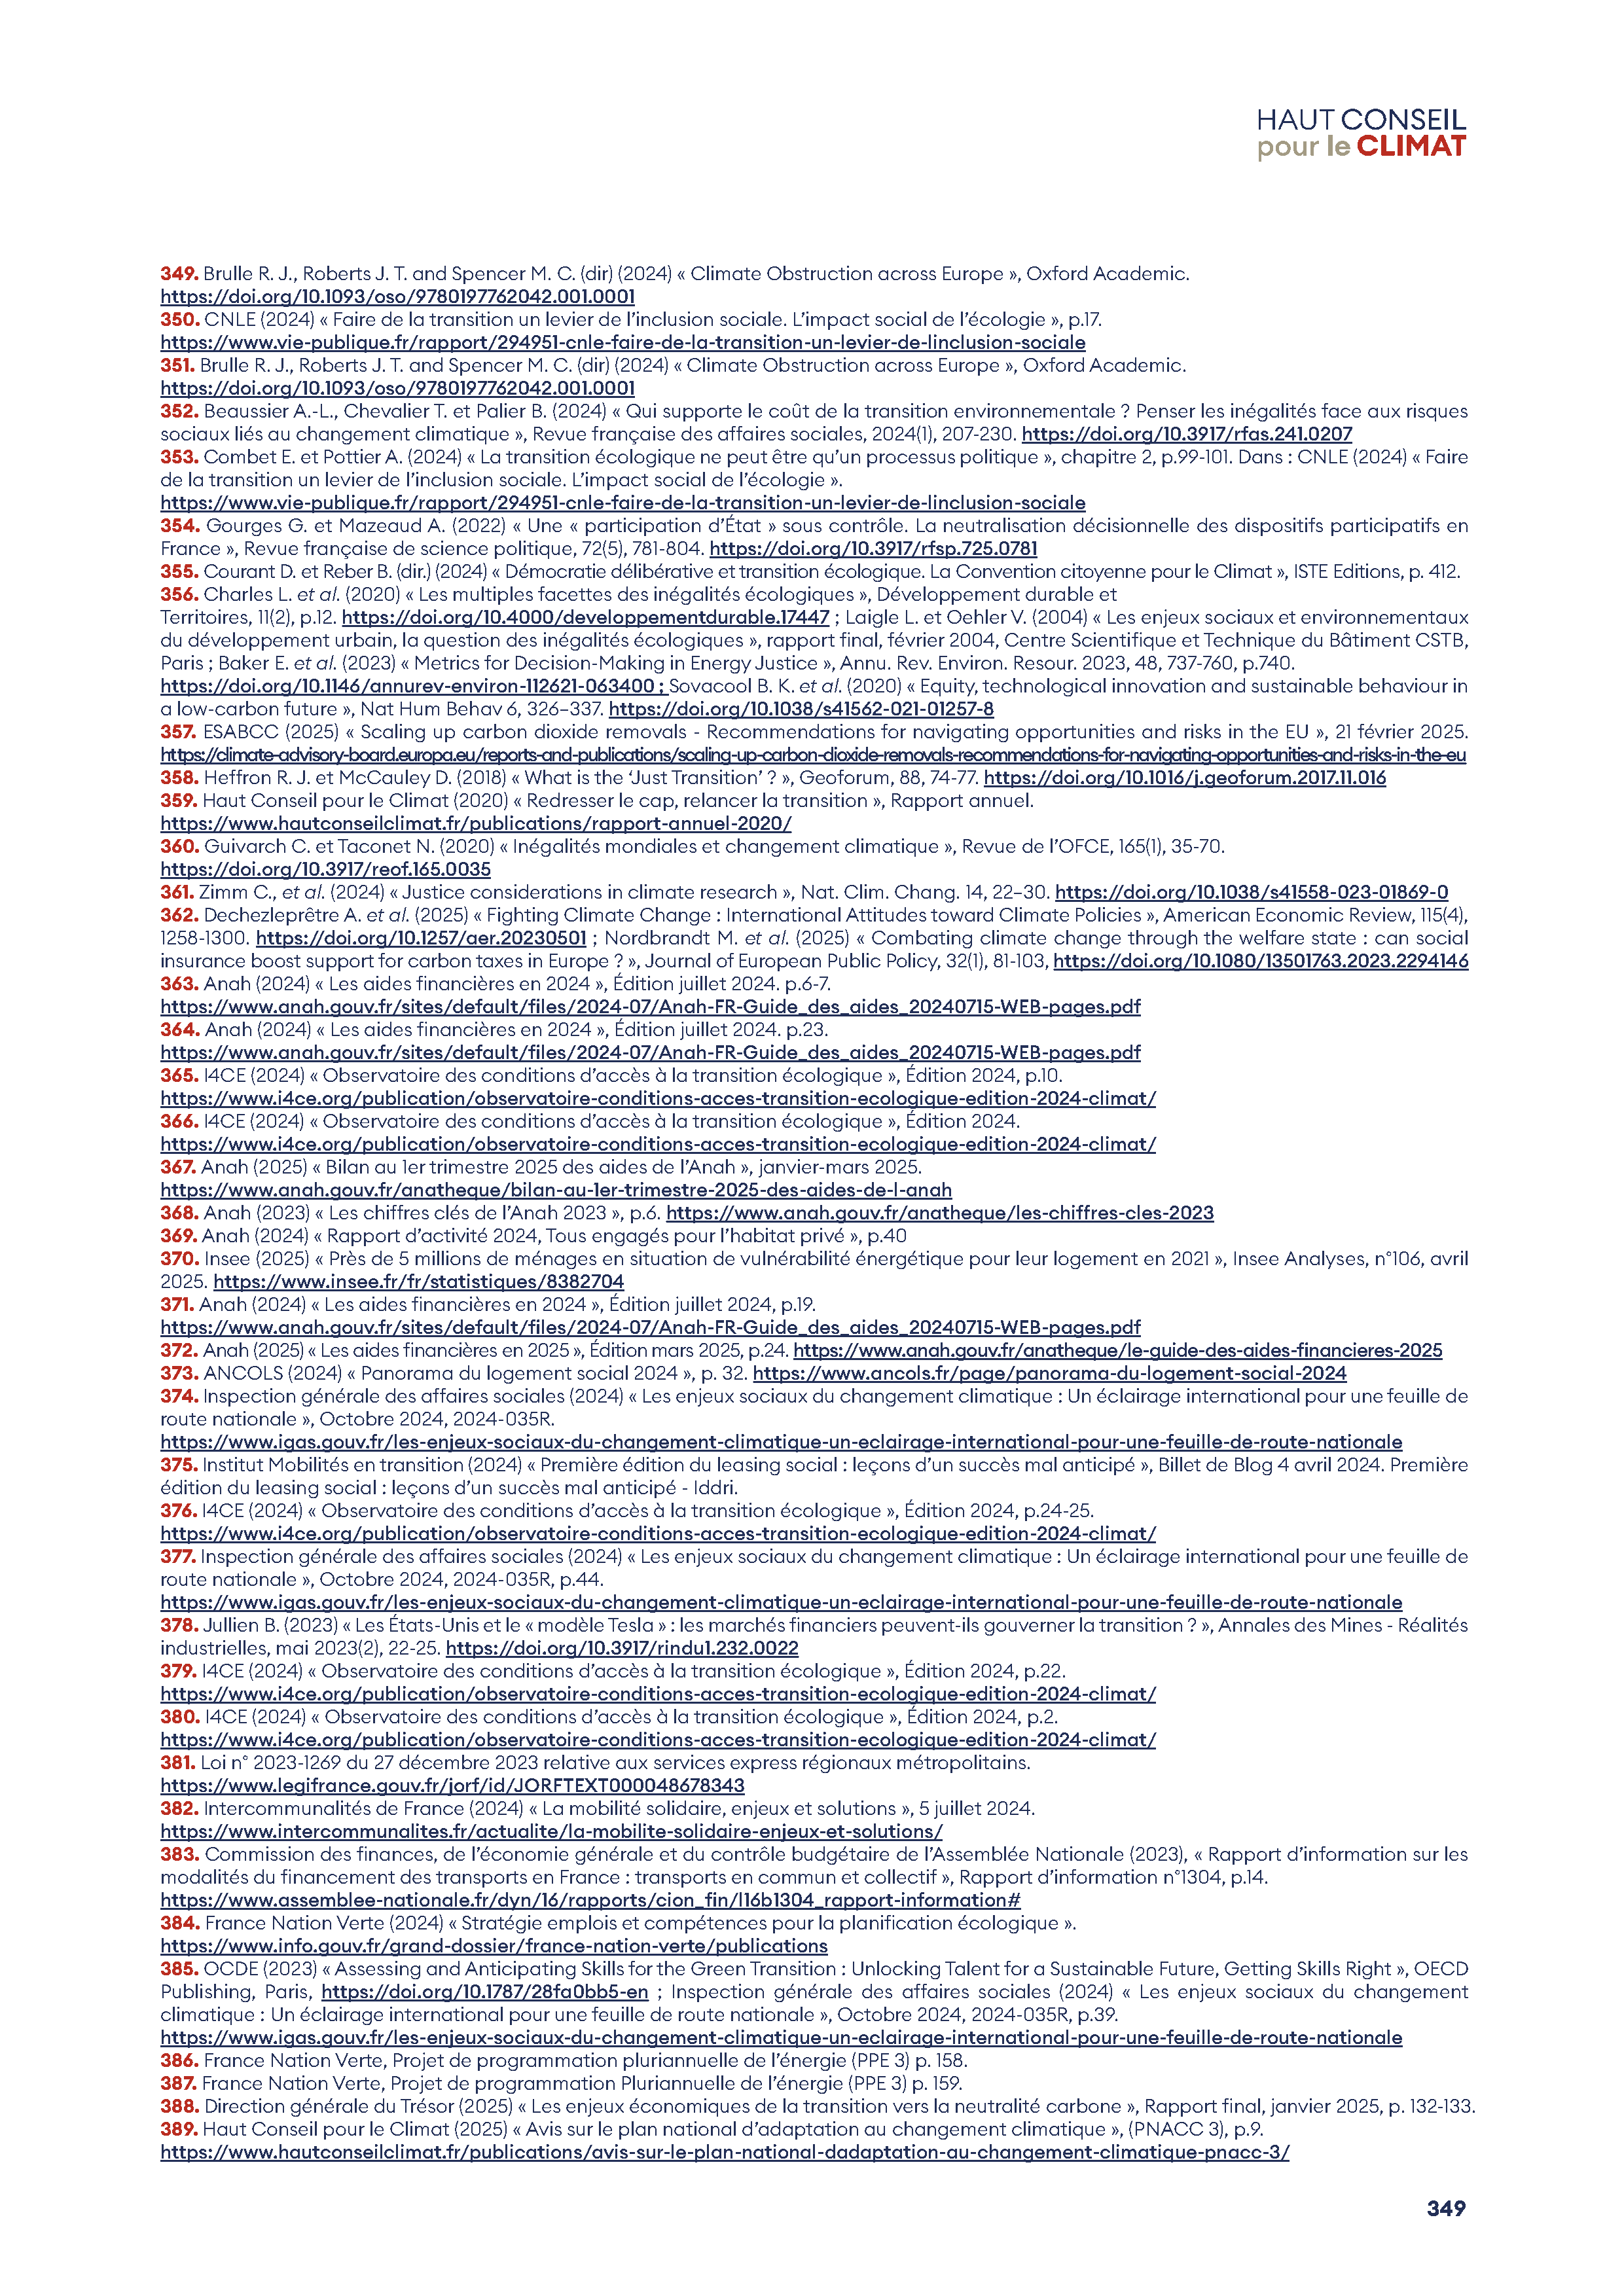 HAUT CONSEIL
pour le CLIMAT
349. Brulle R. J., Roberts J. T. and Spencer M. C. (dir) (2024) « Climate Obstruction across Europe », Oxford Academic.
https://doi.org/10.1093/oso/9780197762042.001.0001
350. CNLE (2024) « Faire de la transition un levier de l’inclusion sociale. L’impact social de l’écologie », p.17.
https://www.vie-publique.fr/rapport/294951-cnle-faire-de-la-transition-un-levier-de-linclusion-sociale
351. Brulle R. J., Roberts J. T. and Spencer M. C. (dir) (2024) « Climate Obstruction across Europe », Oxford Academic.
https://doi.org/10.1093/oso/9780197762042.001.0001
352. Beaussier A.-L., Chevalier T. et Palier B. (2024) « Qui supporte le coût de la transition environnementale ? Penser les inégalités face aux risques
sociaux liés au changement climatique », Revue française des affaires sociales, 2024(1), 207-230. https://doi.org/10.3917/rfas.241.0207
353. Combet E. et Pottier A. (2024) « La transition écologique ne peut être qu’un processus politique », chapitre 2, p.99-101. Dans : CNLE (2024) « Faire
de la transition un levier de l’inclusion sociale. L’impact social de l’écologie ».
https://www.vie-publique.fr/rapport/294951-cnle-faire-de-la-transition-un-levier-de-linclusion-sociale
354. Gourges G. et Mazeaud A. (2022) « Une « participation d’État » sous contrôle. La neutralisation décisionnelle des dispositifs participatifs en
France », Revue française de science politique, 72(5), 781-804. https://doi.org/10.3917/rfsp.725.0781
355. Courant D. et Reber B. (dir.) (2024) « Démocratie délibérative et transition écologique. La Convention citoyenne pour le Climat », ISTE Editions, p. 412.
356. Charles L. et al. (2020) « Les multiples facettes des inégalités écologiques », Développement durable et
Territoires, 11(2), p.12. https://doi.org/10.4000/developpementdurable.17447 ; Laigle L. et Oehler V. (2004) « Les enjeux sociaux et environnementaux
du développement urbain, la question des inégalités écologiques », rapport final, février 2004, Centre Scientifique et Technique du Bâtiment CSTB,
Paris ; Baker E. et al. (2023) « Metrics for Decision-Making in Energy Justice », Annu. Rev. Environ. Resour. 2023, 48, 737-760, p.740.
https://doi.org/10.1146/annurev-environ-112621-063400 ; Sovacool B. K. et al. (2020) « Equity, technological innovation and sustainable behaviour in
a low-carbon future », Nat Hum Behav 6, 326–337. https://doi.org/10.1038/s41562-021-01257-8
357. ESABCC (2025) « Scaling up carbon dioxide removals - Recommendations for navigating opportunities and risks in the EU », 21 février 2025.
https://climate-advisory-board.europa.eu/reports-and-publications/scaling-up-carbon-dioxide-removals-recommendations-for-navigating-opportunities-and-risks-in-the-eu
358. Heffron R. J. et McCauley D. (2018) « What is the ‘Just Transition’ ? », Geoforum, 88, 74-77. https://doi.org/10.1016/j.geoforum.2017.11.016
359. Haut Conseil pour le Climat (2020) « Redresser le cap, relancer la transition », Rapport annuel.
https://www.hautconseilclimat.fr/publications/rapport-annuel-2020/
360. Guivarch C. et Taconet N. (2020) « Inégalités mondiales et changement climatique », Revue de l’OFCE, 165(1), 35-70.
https://doi.org/10.3917/reof.165.0035
361. Zimm C., et al. (2024) « Justice considerations in climate research », Nat. Clim. Chang. 14, 22–30. https://doi.org/10.1038/s41558-023-01869-0
362. Dechezleprêtre A. et al. (2025) « Fighting Climate Change : International Attitudes toward Climate Policies », American Economic Review, 115(4),
1258-1300. https://doi.org/10.1257/aer.20230501 ; Nordbrandt M. et al. (2025) « Combating climate change through the welfare state : can social
insurance boost support for carbon taxes in Europe ? », Journal of European Public Policy, 32(1), 81-103, https://doi.org/10.1080/13501763.2023.2294146
363. Anah (2024) « Les aides financières en 2024 », Édition juillet 2024. p.6-7.
https://www.anah.gouv.fr/sites/default/files/2024-07/Anah-FR-Guide_des_aides_20240715-WEB-pages.pdf
364. Anah (2024) « Les aides financières en 2024 », Édition juillet 2024. p.23.
https://www.anah.gouv.fr/sites/default/files/2024-07/Anah-FR-Guide_des_aides_20240715-WEB-pages.pdf
365. I4CE (2024) « Observatoire des conditions d’accès à la transition écologique », Édition 2024, p.10.
https://www.i4ce.org/publication/observatoire-conditions-acces-transition-ecologique-edition-2024-climat/
366. I4CE (2024) « Observatoire des conditions d’accès à la transition écologique », Édition 2024.
https://www.i4ce.org/publication/observatoire-conditions-acces-transition-ecologique-edition-2024-climat/
367. Anah (2025) « Bilan au 1er trimestre 2025 des aides de l’Anah », janvier-mars 2025.
https://www.anah.gouv.fr/anatheque/bilan-au-1er-trimestre-2025-des-aides-de-l-anah
368. Anah (2023) « Les chiffres clés de l’Anah 2023 », p.6. https://www.anah.gouv.fr/anatheque/les-chiffres-cles-2023
369. Anah (2024) « Rapport d’activité 2024, Tous engagés pour l’habitat privé », p.40
370. Insee (2025) « Près de 5 millions de ménages en situation de vulnérabilité énergétique pour leur logement en 2021 », Insee Analyses, n°106, avril
2025. https://www.insee.fr/fr/statistiques/8382704
371. Anah (2024) « Les aides financières en 2024 », Édition juillet 2024, p.19.
https://www.anah.gouv.fr/sites/default/files/2024-07/Anah-FR-Guide_des_aides_20240715-WEB-pages.pdf
372. Anah (2025) « Les aides financières en 2025 », Édition mars 2025, p.24. https://www.anah.gouv.fr/anatheque/le-guide-des-aides-financieres-2025
373. ANCOLS (2024) « Panorama du logement social 2024 », p. 32. https://www.ancols.fr/page/panorama-du-logement-social-2024
374. Inspection générale des affaires sociales (2024) « Les enjeux sociaux du changement climatique : Un éclairage international pour une feuille de
route nationale », Octobre 2024, 2024-035R.
https://www.igas.gouv.fr/les-enjeux-sociaux-du-changement-climatique-un-eclairage-international-pour-une-feuille-de-route-nationale
375. Institut Mobilités en transition (2024) « Première édition du leasing social : leçons d’un succès mal anticipé », Billet de Blog 4 avril 2024. Première
édition du leasing social : leçons d’un succès mal anticipé - Iddri.
376. I4CE (2024) « Observatoire des conditions d’accès à la transition écologique », Édition 2024, p.24-25.
https://www.i4ce.org/publication/observatoire-conditions-acces-transition-ecologique-edition-2024-climat/
377. Inspection générale des affaires sociales (2024) « Les enjeux sociaux du changement climatique : Un éclairage international pour une feuille de
route nationale », Octobre 2024, 2024-035R, p.44.
https://www.igas.gouv.fr/les-enjeux-sociaux-du-changement-climatique-un-eclairage-international-pour-une-feuille-de-route-nationale
378. Jullien B. (2023) « Les États-Unis et le « modèle Tesla » : les marchés financiers peuvent-ils gouverner la transition ? », Annales des Mines - Réalités
industrielles, mai 2023(2), 22-25. https://doi.org/10.3917/rindu1.232.0022
379. I4CE (2024) « Observatoire des conditions d’accès à la transition écologique », Édition 2024, p.22.
https://www.i4ce.org/publication/observatoire-conditions-acces-transition-ecologique-edition-2024-climat/
380. I4CE (2024) « Observatoire des conditions d’accès à la transition écologique », Édition 2024, p.2.
https://www.i4ce.org/publication/observatoire-conditions-acces-transition-ecologique-edition-2024-climat/
381. Loi n° 2023-1269 du 27 décembre 2023 relative aux services express régionaux métropolitains.
https://www.legifrance.gouv.fr/jorf/id/JORFTEXT000048678343
382. Intercommunalités de France (2024) « La mobilité solidaire, enjeux et solutions », 5 juillet 2024.
https://www.intercommunalites.fr/actualite/la-mobilite-solidaire-enjeux-et-solutions/
383. Commission des finances, de l’économie générale et du contrôle budgétaire de l’Assemblée Nationale (2023), « Rapport d’information sur les
modalités du financement des transports en France : transports en commun et collectif », Rapport d’information n°1304, p.14.
https://www.assemblee-nationale.fr/dyn/16/rapports/cion_fin/l16b1304_rapport-information#
384. France Nation Verte (2024) « Stratégie emplois et compétences pour la planification écologique ».
https://www.info.gouv.fr/grand-dossier/france-nation-verte/publications
385. OCDE (2023) « Assessing and Anticipating Skills for the Green Transition : Unlocking Talent for a Sustainable Future, Getting Skills Right », OECD
Publishing, Paris, https://doi.org/10.1787/28fa0bb5-en ; Inspection générale des affaires sociales (2024) « Les enjeux sociaux du changement
climatique : Un éclairage international pour une feuille de route nationale », Octobre 2024, 2024-035R, p.39.
https://www.igas.gouv.fr/les-enjeux-sociaux-du-changement-climatique-un-eclairage-international-pour-une-feuille-de-route-nationale
386. France Nation Verte, Projet de programmation pluriannuelle de l’énergie (PPE 3) p. 158.
387. France Nation Verte, Projet de programmation Pluriannuelle de l’énergie (PPE 3) p. 159.
388. Direction générale du Trésor (2025) « Les enjeux économiques de la transition vers la neutralité carbone », Rapport final, janvier 2025, p. 132-133.
389. Haut Conseil pour le Climat (2025) « Avis sur le plan national d’adaptation au changement climatique », (PNACC 3), p.9.
https://www.hautconseilclimat.fr/publications/avis-sur-le-plan-national-dadaptation-au-changement-climatique-pnacc-3/
349